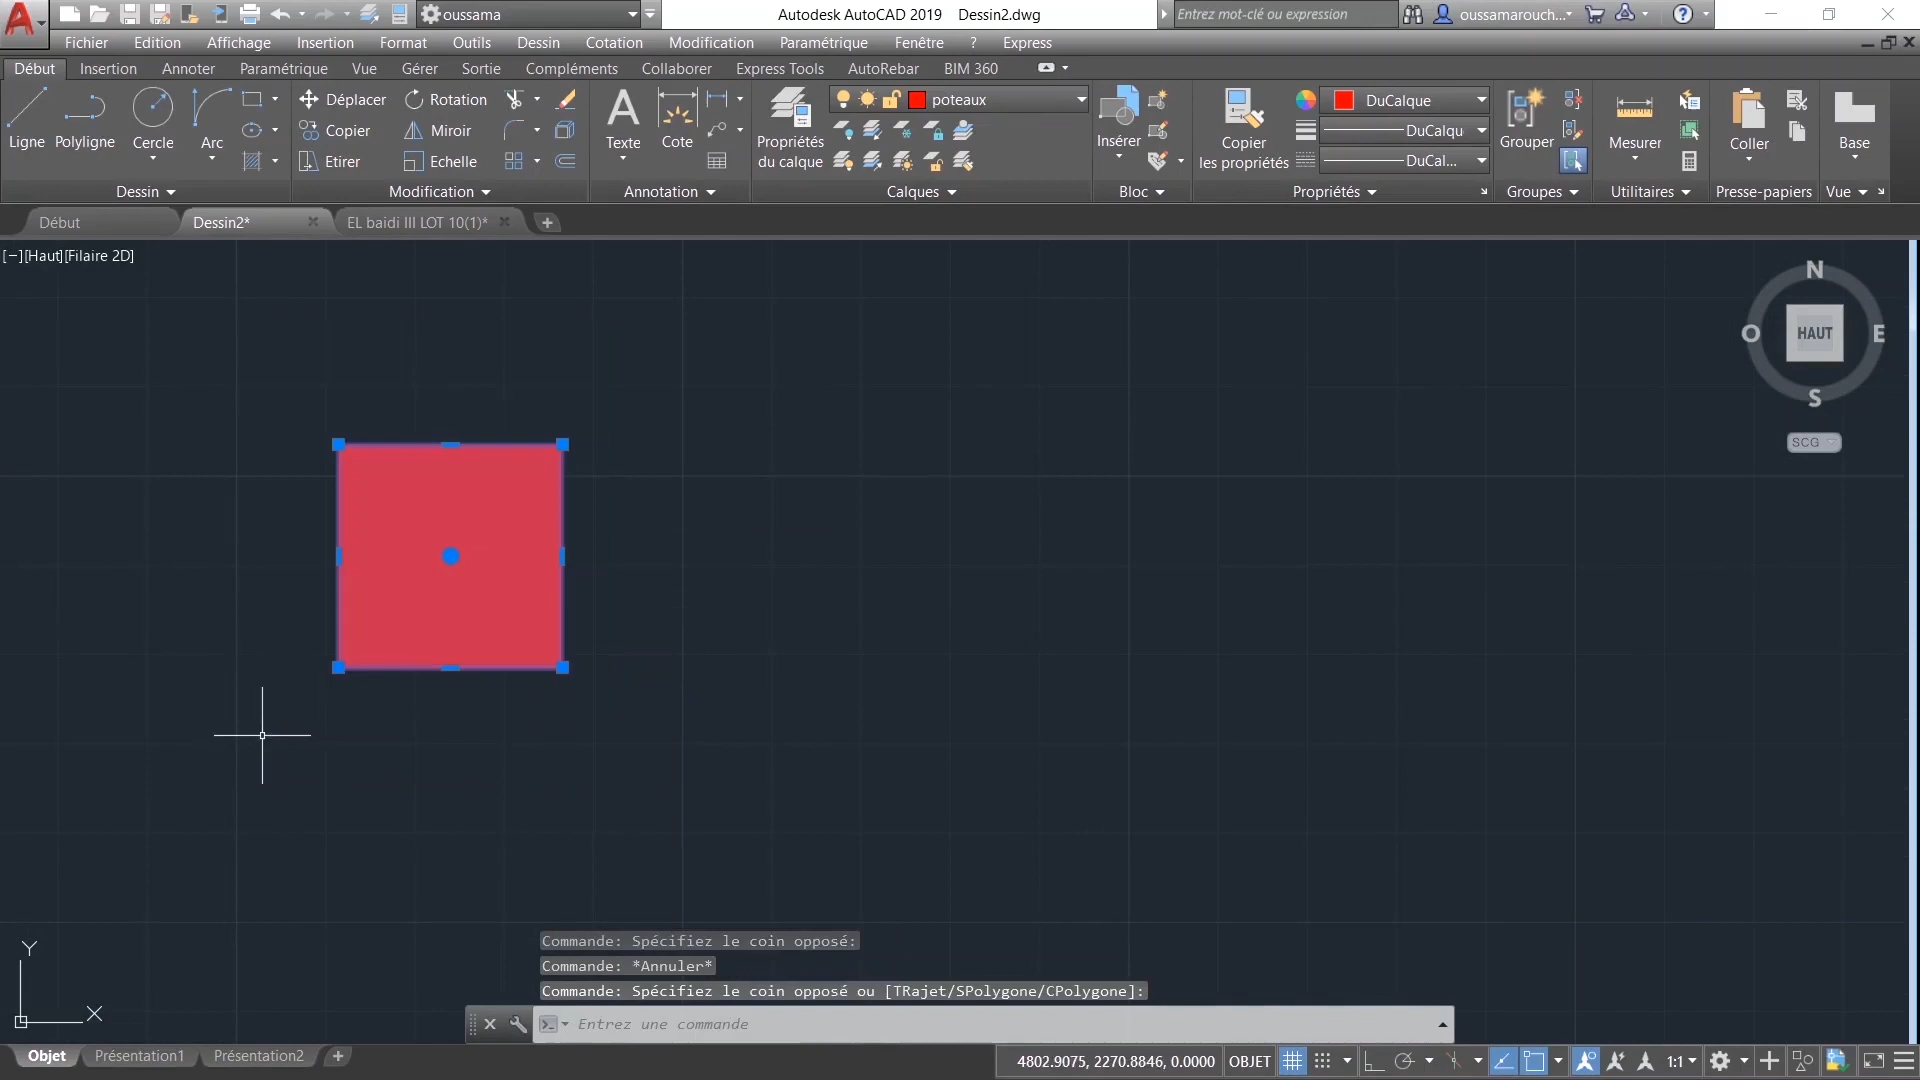 oussama
Autodesk AutoCAD 2019 Dessin2.dwg
Entrez mot-clé ou expression
oussamarouch...
Fichier Edition Affichage Insertion Format Outils Dessin Cotation Modification Paramétrique Fenêtre ? Express
Début Insertion Annoter Paramétrique Vue Gérer Sortie Compléments Collaborer Express Tools AutoRebar BIM 360
Ligne Polyligne Cercle Arc
Déplacer Rotation
Copier Miroir
Etirer Echelle
Texte Cote
Propriétés
du calque
poteaux
Insérer
Copier
les propriétés
DuCalque
DuCalqu
DuCal...
Grouper
Mesurer
Coller
Base
Dessin Modification Annotation Calques Bloc Propriétés Groupes Utilitaires Presse-papiers Vue
Début Dessin2* EL baidi III LOT 10(1)*
[−][Haut][Filaire 2D]
N
O HAUT E
S
SCG
Y
X
Commande: Spécifiez le coin opposé:
Commande: *Annuler*
Commande: Spécifiez le coin opposé ou [TRajet/SPolygone/CPolygone]:
Entrez une commande
Objet Présentation1 Présentation2
4802.9075, 2270.8846, 0.0000 OBJET 1:1